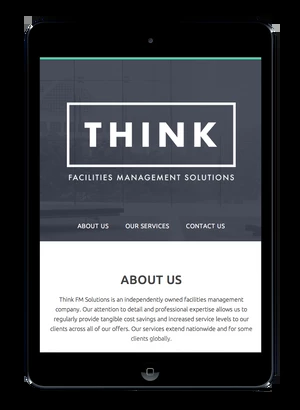 THINK
FACILITIES MANAGEMENT SOLUTIONS
ABOUT US OUR SERVICES CONTACT US
ABOUT US
Think FM Solutions is an independently owned facilities management
company. Our attention to detail and professional expertise allows us to
regularly provide tangible cost savings and increased service levels to our
clients across all of our offers. Our services extend nationwide and for some
clients globally.